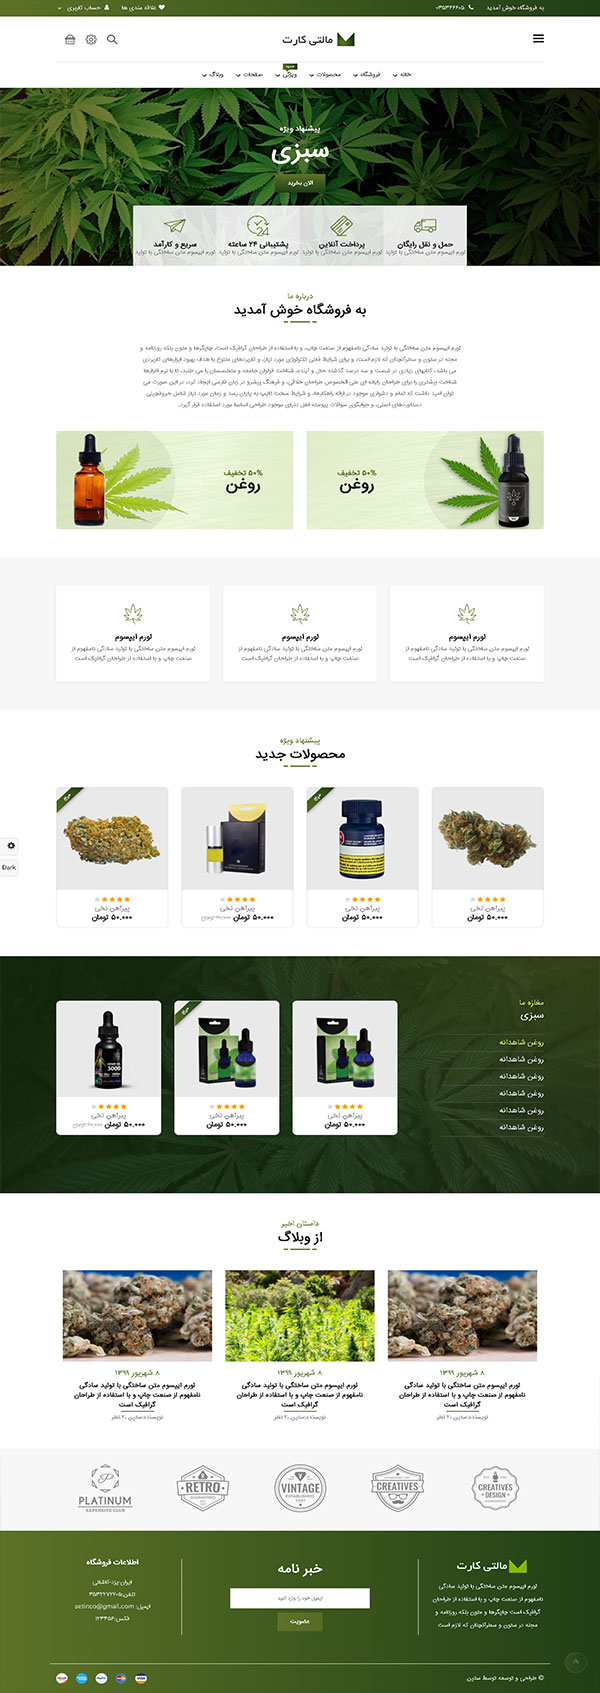 به فروشگاه خوش آمدید
علاقه مندی ها
حساب کاربری
مالتی کارت
خانه
فروشگاه
محصولات
ویژگی
صفحات
وبلاگ
پیشنهاد ویژه
سبزی
الان بخرید
حمل و نقل رایگان
لورم ایپسوم متن ساختگی با تولید
پرداخت آنلاین
لورم ایپسوم متن ساختگی با تولید
پشتیبانی ۲۴ ساعته
لورم ایپسوم متن ساختگی با تولید
سریع و کارآمد
لورم ایپسوم متن ساختگی با تولید
درباره ما
به فروشگاه خوش آمدید
لورم ایپسوم متن ساختگی با تولید سادگی نامفهوم از صنعت چاپ، و با استفاده از طراحان گرافیک است، چاپگرها و متون بلکه روزنامه و
مجله در ستون و سطرآنچنان که لازم است، و برای شرایط فعلی تکنولوژی مورد نیاز، و کاربردهای متنوع با هدف بهبود ابزارهای کاربردی
می باشد، کتابهای زیادی در شصت و سه درصد گذشته حال و آینده، شناخت فراوان جامعه و متخصصان را می طلبد، تا با نرم افزارها
شناخت بیشتری را برای طراحان رایانه ای علی الخصوص طراحان خلاقی، و فرهنگ پیشرو در زبان فارسی ایجاد کرد، در این صورت می
توان امید داشت که تمام و دشواری موجود در ارائه راهکارها، و شرایط سخت تایپ به پایان رسد و زمان مورد نیاز شامل حروفچینی
دستاوردهای اصلی، و جوابگوی سوالات پیوسته اهل دنیای موجود طراحی اساسا مورد استفاده قرار گیرد.
۵۰% تخفیف
روغن
۵۰% تخفیف
روغن
لورم ایپسوم
لورم ایپسوم متن ساختگی با تولید سادگی نامفهوم از
صنعت چاپ و با استفاده از طراحان گرافیک است
لورم ایپسوم
لورم ایپسوم متن ساختگی با تولید سادگی نامفهوم از
صنعت چاپ و با استفاده از طراحان گرافیک است
لورم ایپسوم
لورم ایپسوم متن ساختگی با تولید سادگی نامفهوم از
صنعت چاپ و با استفاده از طراحان گرافیک است
پیشنهاد ویژه
محصولات جدید
پیراهن نخی
۵۰.۰۰۰ تومان
حراج
پیراهن نخی
۵۰.۰۰۰ تومان
پیراهن نخی
۵۰.۰۰۰ تومان
حراج
پیراهن نخی
۵۰.۰۰۰ تومان
Dark
مغازه ما
سبزی
روغن شاهدانه
روغن شاهدانه
روغن شاهدانه
روغن شاهدانه
روغن شاهدانه
روغن شاهدانه
پیراهن نخی
۵۰.۰۰۰ تومان
حراج
پیراهن نخی
۵۰.۰۰۰ تومان
3000
پیراهن نخی
۵۰.۰۰۰ تومان
داستان اخیر
از وبلاگ
۸ شهریور ۱۳۹۹
لورم ایپسوم متن ساختگی با تولید سادگی
نامفهوم از صنعت چاپ و با استفاده از طراحان
گرافیک است
نویسنده:ستین ۲۰ نظر
۸ شهریور ۱۳۹۹
لورم ایپسوم متن ساختگی با تولید سادگی
نامفهوم از صنعت چاپ و با استفاده از طراحان
گرافیک است
نویسنده:ستین ۲۰ نظر
۸ شهریور ۱۳۹۹
لورم ایپسوم متن ساختگی با تولید سادگی
نامفهوم از صنعت چاپ و با استفاده از طراحان
گرافیک است
نویسنده:ستین ۲۰ نظر
PLATINUM
EXPENSIVE CLUB
RETRO
GUARANTEED
VINTAGE
ESTABLISHED
1997
CREATIVES
CREATIVES
DESIGN
GUARANTEED
مالتی کارت
لورم ایپسوم متن ساختگی با تولید سادگی
نامفهوم از صنعت چاپ و با استفاده از طراحان
گرافیک است چاپگرها و متون بلکه روزنامه و
مجله در ستون و سطرآنچنان که لازم است
خبر نامه
ایمیل خود را وارد کنید
عضویت
اطلاعات فروشگاه
ایران-یزد-کاشانی
ایمیل: setinco@gmail.com
فکس:۱۲۳۴۵۶
© طراحی و توسعه توسط ستین